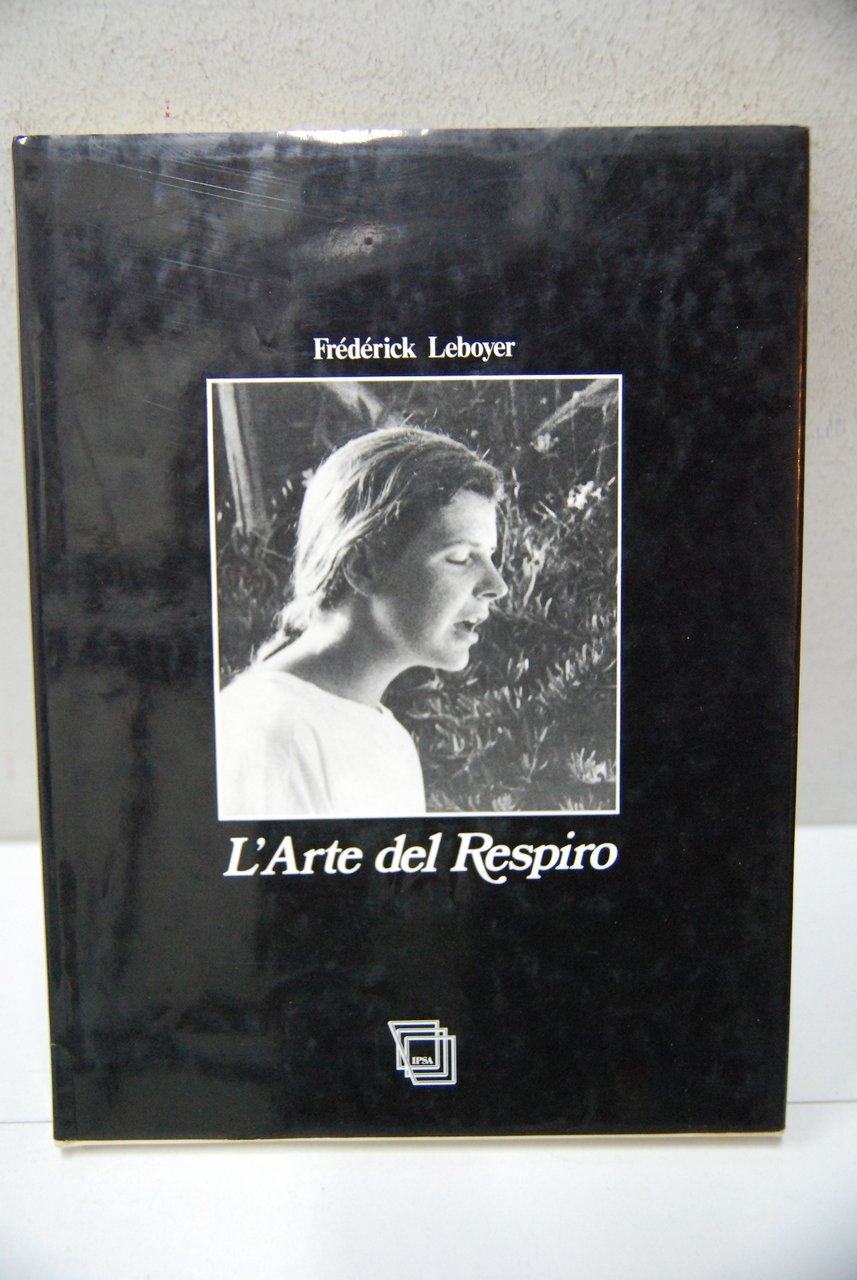 Frédérick Leboyer
L'Arte del Respiro
IPSA